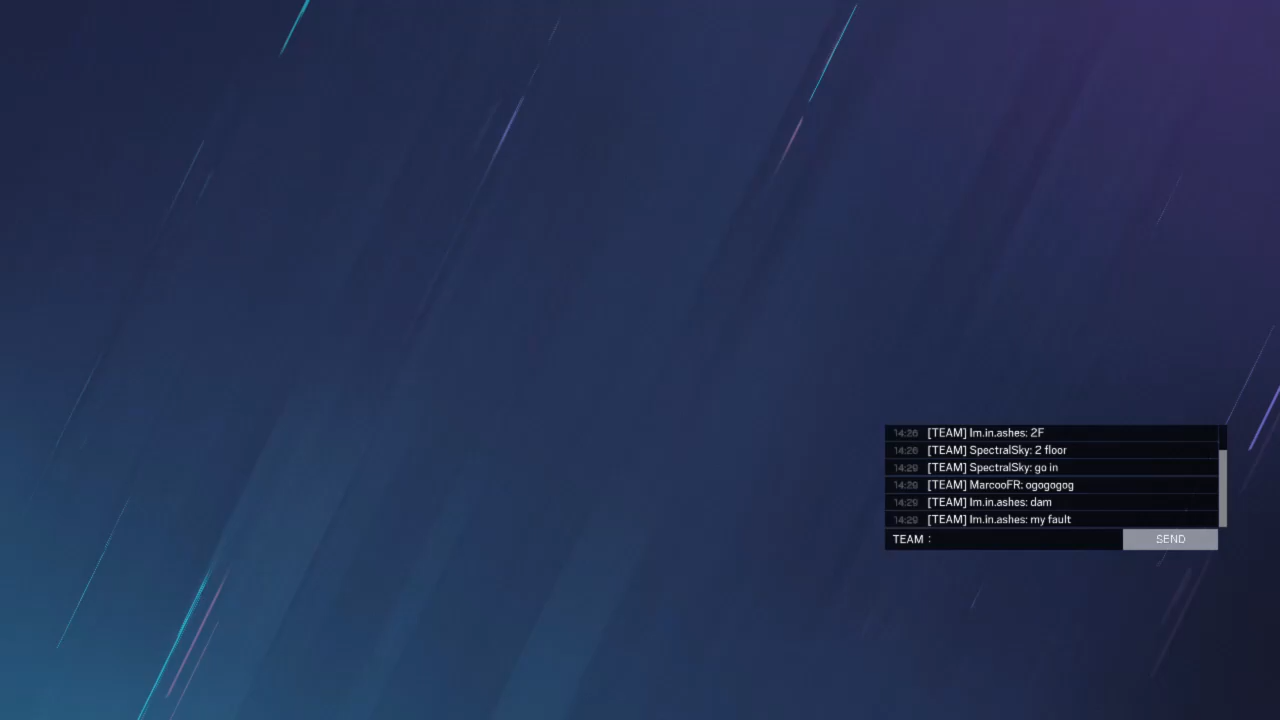 14:26 [TEAM] Im.in.ashes: 2F
14:26 [TEAM] SpectralSky: 2 floor
14:29 [TEAM] SpectralSky: go in
14:29 [TEAM] MarcooFR: ogogogog
14:29 [TEAM] Im.in.ashes: dam
14:29 [TEAM] Im.in.ashes: my fault
TEAM : SEND